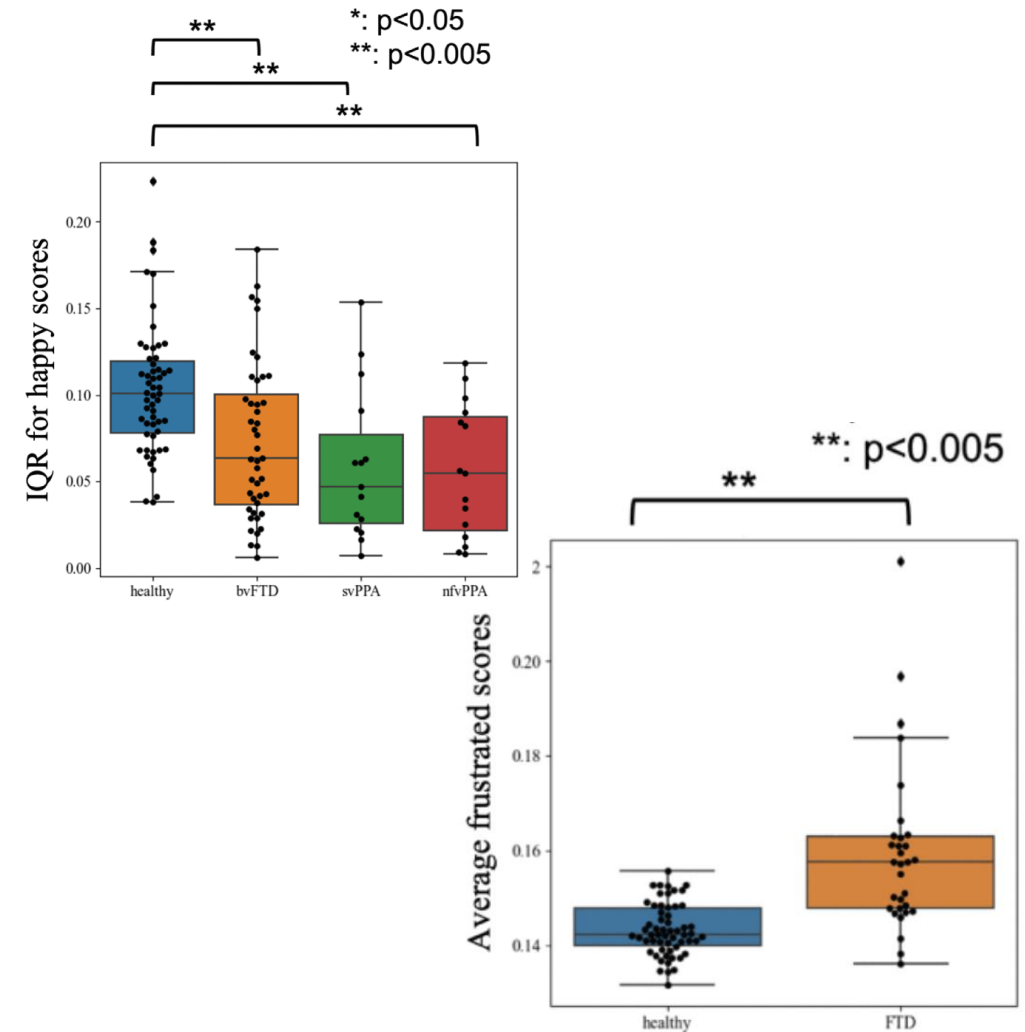 **
*: p<0.05
**: p<0.005
**
**
IQR for happy scores
0.20
0.15
0.10
0.05
0.00
healthy bvFTD svPPA nfvPPA
**: p<0.005
**
Average frustrated scores
2
0.20
0.18
0.16
0.14
healthy FTD